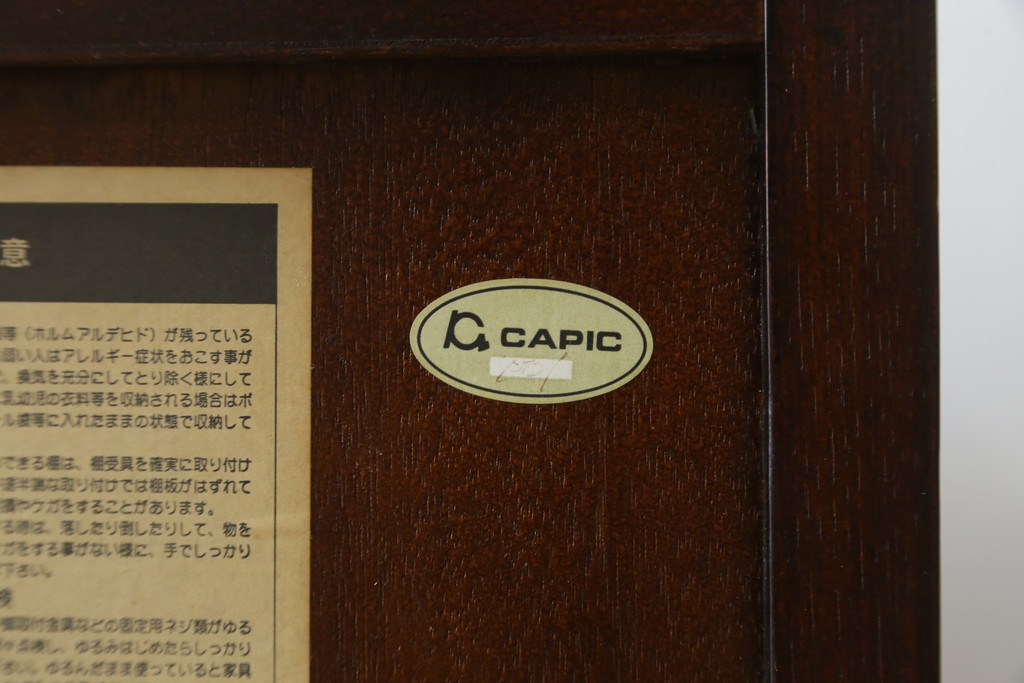 意
等(ホルムアルデヒド)が残っている
弱い人はアレルギー症状をおこす事が
、換気を充分にしてとり除く様にして
乳幼児の衣料等を収納される場合はポ
ル袋等に入れたままの状態で収納して
できる棚は、棚受具を確実に取り付け
途半端な取り付けでは棚板がはずれて
損やケガをすることがあります。
る時は、落したり倒したりして、物を
ガをする事がない様に、手でしっかり
下さい。
検
取付金具などの固定用ネジ類がゆる
点検し、ゆるみはじめたらしっかり
さい。ゆるんだまま使っていると家具
CAPIC